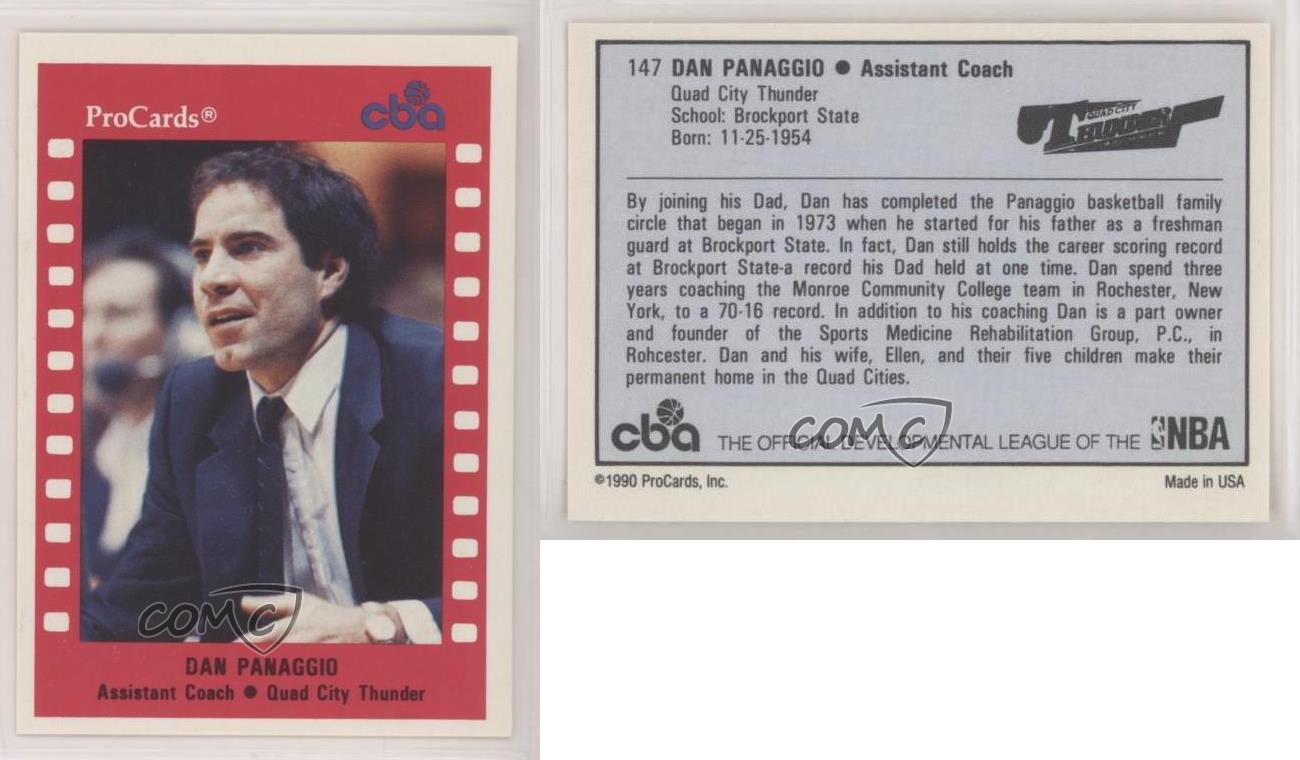 ProCards®
cba
COMC
DAN PANAGGIO
Assistant Coach ● Quad City Thunder
147 DAN PANAGGIO ● Assistant Coach
Quad City Thunder
School: Brockport State
Born: 11-25-1954
QUAD CITY
THUNDER
By joining his Dad, Dan has completed the Panaggio basketball family
circle that began in 1973 when he started for his father as a freshman
guard at Brockport State. In fact, Dan still holds the career scoring record
at Brockport State-a record his Dad held at one time. Dan spend three
years coaching the Monroe Community College team in Rochester, New
York, to a 70-16 record. In addition to his coaching Dan is a part owner
and founder of the Sports Medicine Rehabilitation Group, P.C., in
Rohcester. Dan and his wife, Ellen, and their five children make their
permanent home in the Quad Cities.
COMC
cba THE OFFICIAL DEVELOPMENTAL LEAGUE OF THE NBA
©1990 ProCards, Inc.
Made in USA